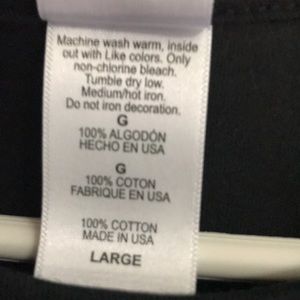 Machine wash warm, inside
out with Like colors. Only
non-chlorine bleach.
Tumble dry low.
Medium/hot iron.
Do not iron decoration.
G
100% ALGODÓN
HECHO EN USA
G
100% COTON
FABRIQUE EN USA
100% COTTON
MADE IN USA
LARGE